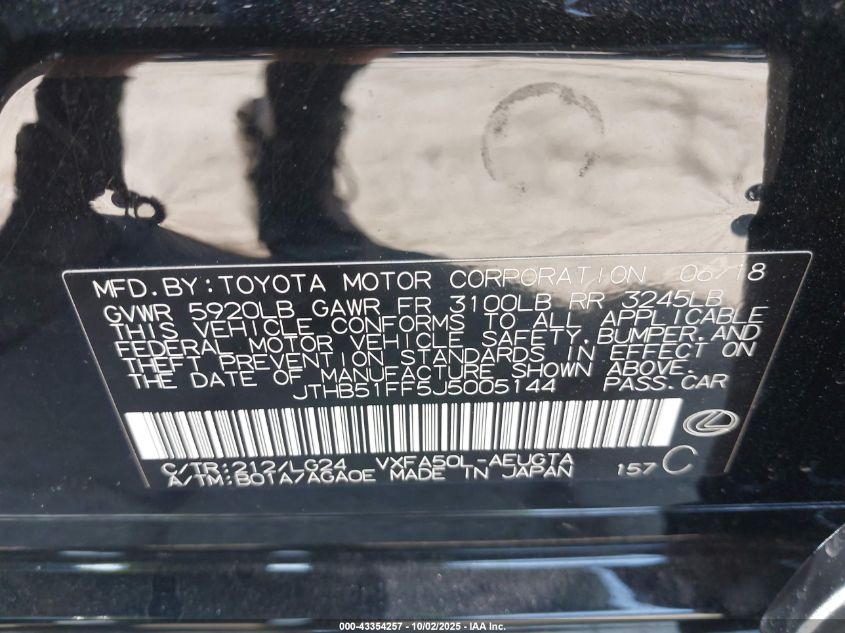 MFD.BY:TOYOTA MOTOR CORPORATION 06/18
GVWR 5920LB GAWR FR 3100LB RR 3245LB
THIS VEHICLE CONFORMS TO ALL APPLICABLE
FEDERAL MOTOR VEHICLE SAFETY,BUMPER,AND
THEFT PREVENTION STANDARDS IN EFFECT ON
THE DATE OF MANUFACTURE SHOWN ABOVE.
JTHB51FF5J5005144 PASS.CAR
C/TR:212/LG24 VXFA50L-AEUGTA
A/TM:B01A/AGA0E MADE IN JAPAN 157 C
000-43354257 - 10/02/2025 - IAA Inc.